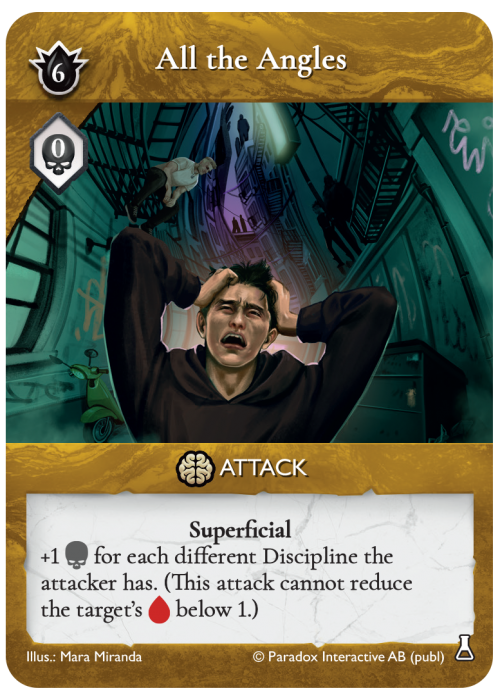 6
All the Angles
0
ATTACK
Superficial
+1 for each different Discipline the
attacker has. (This attack cannot reduce
the target's below 1.)
Illus.: Mara Miranda
© Paradox Interactive AB (publ)